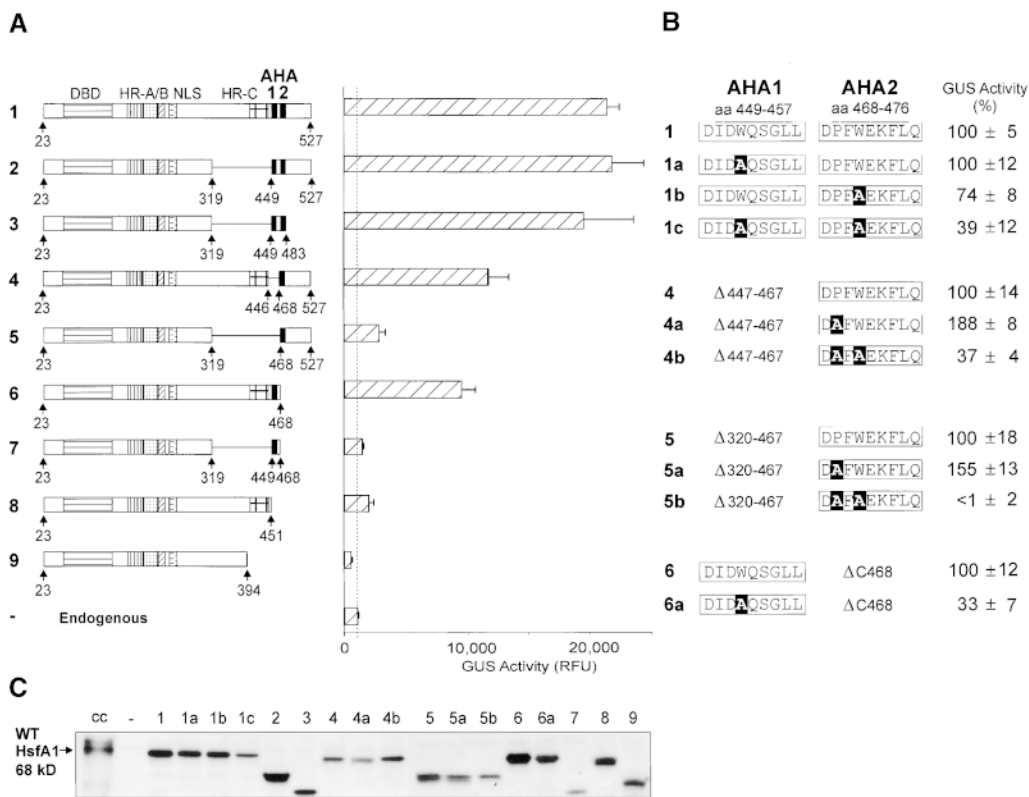 A
AHA
DBD HR-A/B NLS HR-C 1 2
1
23 527
2
23 319 449 527
3
23 319 449 483
4
23 446 468 527
5
23 319 468 527
6
23 468
7
23 319 449 468
8
23 451
9
23 394
- Endogenous
0 10,000 20,000
GUS Activity (RFU)
B
AHA1 AHA2 GUS Activity
aa 449-457 aa 468-476 (%)
1 DIDWQSGLL DPFWEKFLQ 100 ± 5
1a DIDAQSGLL DPFWEKFLQ 100 ±12
1b DIDWQSGLL DPFAEKFLQ 74 ± 8
1c DIDAQSGLL DPFAEKFLQ 39 ±12
4 Δ447-467 DPFWEKFLQ 100 ±14
4a Δ447-467 DAFWEKFLQ 188 ± 8
4b Δ447-467 DAFAEKFLQ 37 ± 4
5 Δ320-467 DPFWEKFLQ 100 ±18
5a Δ320-467 DAFWEKFLQ 155 ±13
5b Δ320-467 DAFAEKFLQ <1 ± 2
6 DIDWQSGLL ΔC468 100 ±12
6a DIDAQSGLL ΔC468 33 ± 7
C
cc - 1 1a 1b 1c 2 3 4 4a 4b 5 5a 5b 6 6a 7 8 9
WT
HsfA1
68 kD